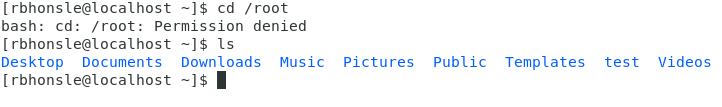 [rbhonsle@localhost ~]$ cd /root
bash: cd: /root: Permission denied
[rbhonsle@localhost ~]$ ls
Desktop  Documents  Downloads  Music  Pictures  Public  Templates  test  Videos
[rbhonsle@localhost ~]$